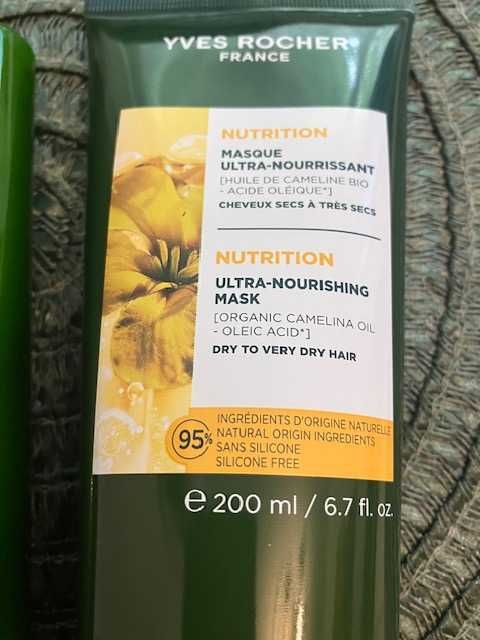 YVES ROCHER
FRANCE
NUTRITION
MASQUE
ULTRA-NOURRISSANT
[HUILE DE CAMELINE BIO
- ACIDE OLÉIQUE*]
CHEVEUX SECS À TRÈS SECS
NUTRITION
ULTRA-NOURISHING
MASK
[ORGANIC CAMELINA OIL
- OLEIC ACID*]
DRY TO VERY DRY HAIR
95%
INGRÉDIENTS D'ORIGINE NATURELLE
NATURAL ORIGIN INGREDIENTS
SANS SILICONE
SILICONE FREE
℮ 200 ml / 6.7 fl. oz.